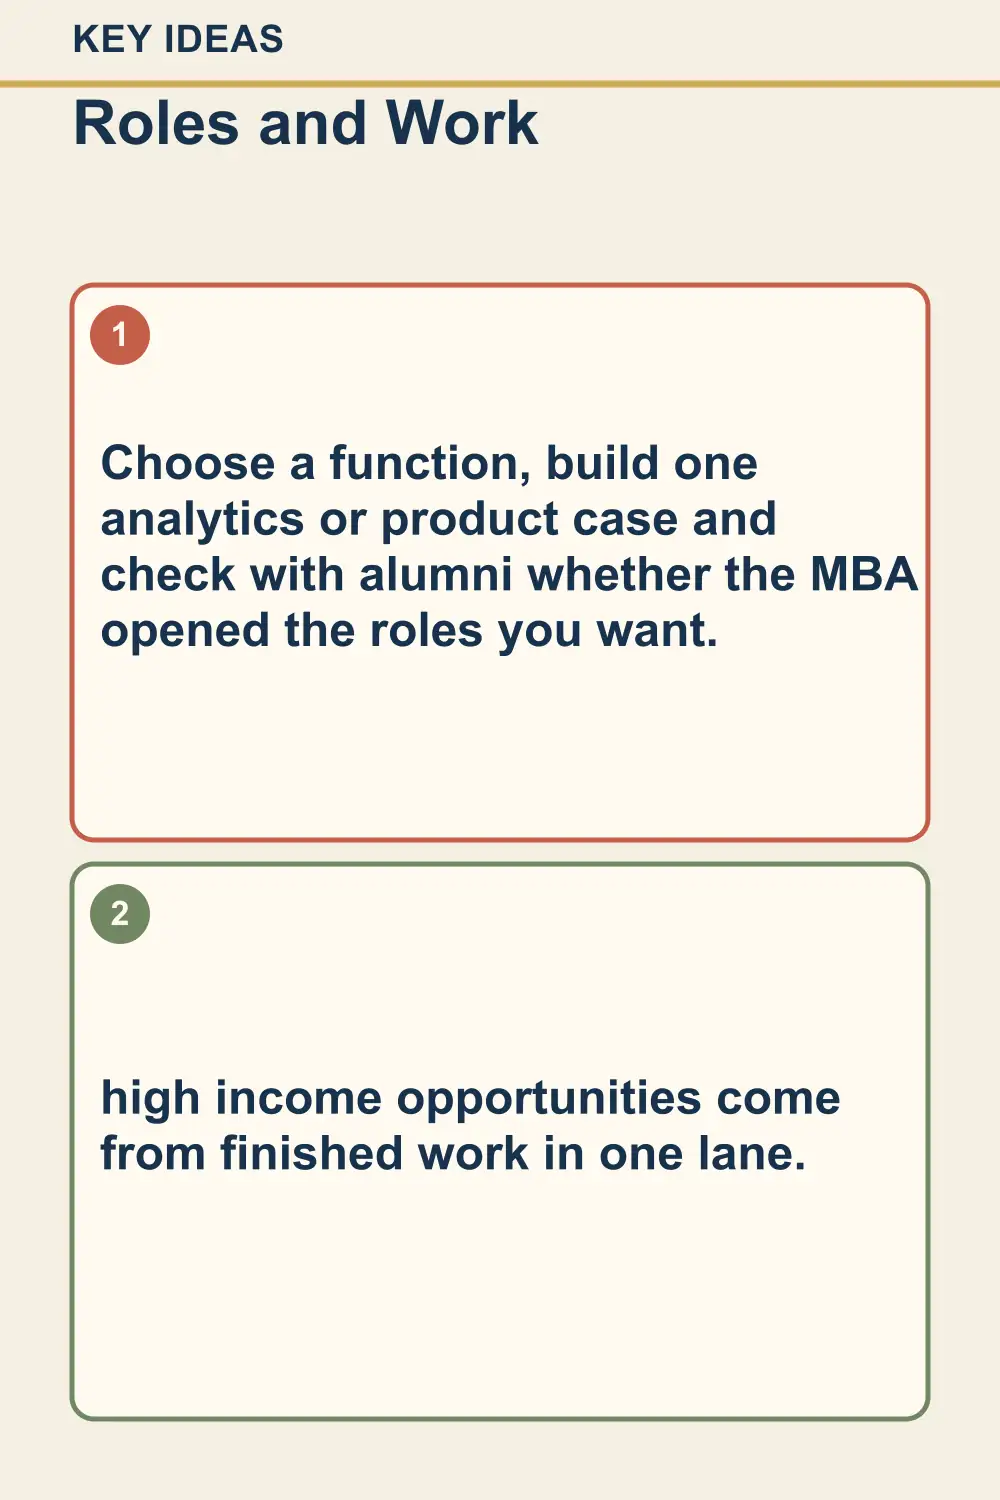 KEY IDEAS
Roles and Work
1
Choose a function, build one
analytics or product case and
check with alumni whether the MBA
opened the roles you want.
2
high income opportunities come
from finished work in one lane.